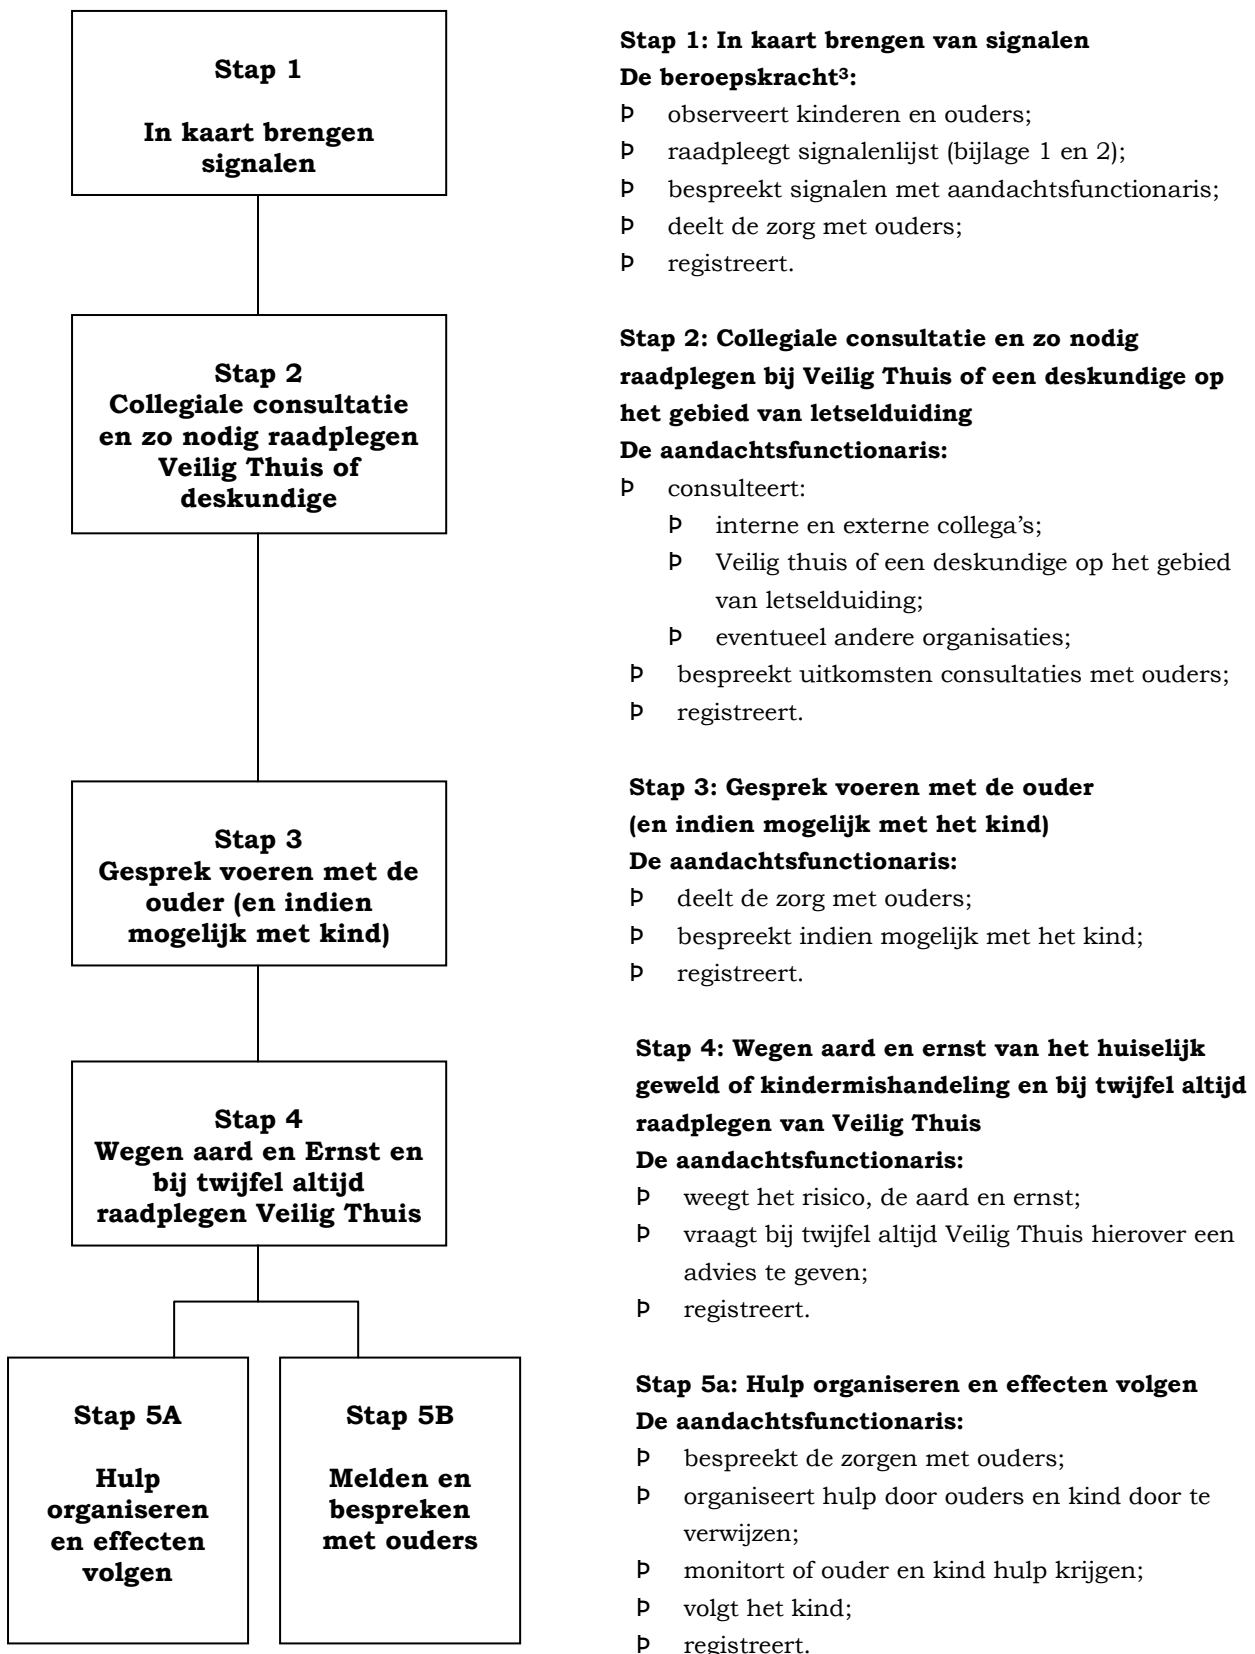 Stap 1
In kaart brengen
signalen
Stap 2
Collegiale consultatie
en zo nodig raadplegen
Veilig Thuis of
deskundige
Stap 3
Gesprek voeren met de
ouder (en indien
mogelijk met kind)
Stap 4
Wegen aard en Ernst en
bij twijfel altijd
raadplegen Veilig Thuis
Stap 5A
Hulp
organiseren
en effecten
volgen
Stap 5B
Melden en
bespreken
met ouders
Stap 1: In kaart brengen van signalen
De beroepskracht³:
Þ observeert kinderen en ouders;
Þ raadpleegt signalenlijst (bijlage 1 en 2);
Þ bespreekt signalen met aandachtsfunctionaris;
Þ deelt de zorg met ouders;
Þ registreert.
Stap 2: Collegiale consultatie en zo nodig
raadplegen bij Veilig Thuis of een deskundige op
het gebied van letselduiding
De aandachtsfunctionaris:
Þ consulteert:
Þ interne en externe collega’s;
Þ Veilig thuis of een deskundige op het gebied
van letselduiding;
Þ eventueel andere organisaties;
Þ bespreekt uitkomsten consultaties met ouders;
Þ registreert.
Stap 3: Gesprek voeren met de ouder
(en indien mogelijk met het kind)
De aandachtsfunctionaris:
Þ deelt de zorg met ouders;
Þ bespreekt indien mogelijk met het kind;
Þ registreert.
Stap 4: Wegen aard en ernst van het huiselijk
geweld of kindermishandeling en bij twijfel altijd
raadplegen van Veilig Thuis
De aandachtsfunctionaris:
Þ weegt het risico, de aard en ernst;
Þ vraagt bij twijfel altijd Veilig Thuis hierover een
advies te geven;
Þ registreert.
Stap 5a: Hulp organiseren en effecten volgen
De aandachtsfunctionaris:
Þ bespreekt de zorgen met ouders;
Þ organiseert hulp door ouders en kind door te
verwijzen;
Þ monitort of ouder en kind hulp krijgen;
Þ volgt het kind;
Þ registreert.